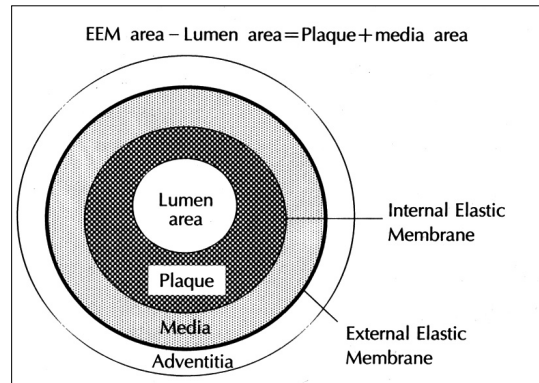 EEM area – Lumen area=Plaque+media area
Lumen
area
Internal Elastic
Membrane
Plaque
Media
External Elastic
Membrane
Adventitia